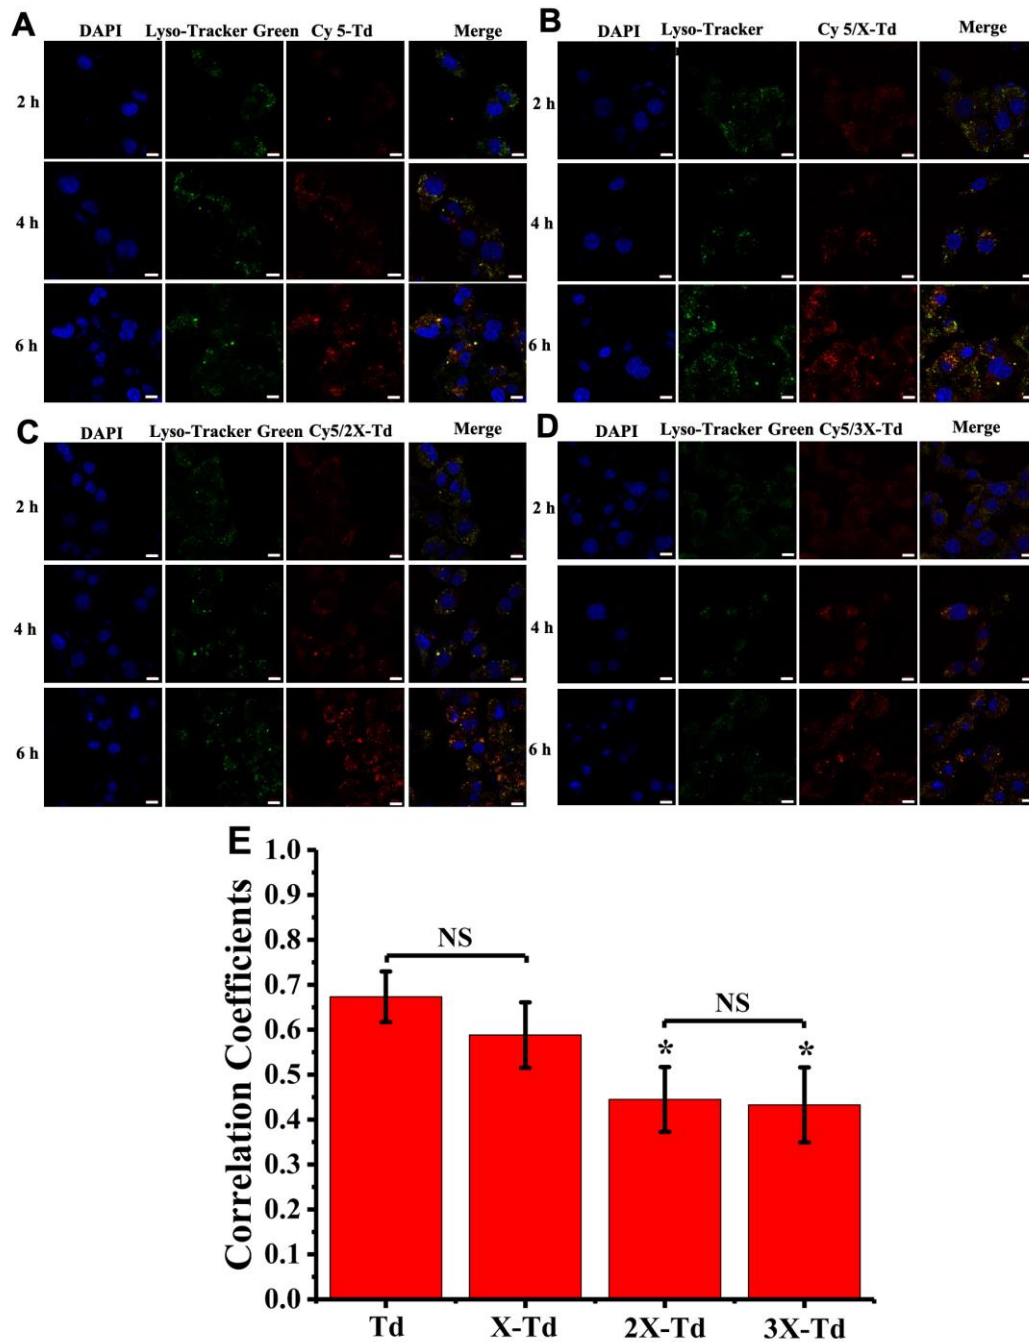 A
DAPI Lyso-Tracker Green Cy 5-Td Merge
2 h
4 h
6 h
B
DAPI Lyso-Tracker Cy 5/X-Td Merge
2 h
4 h
6 h
C
DAPI Lyso-Tracker Green Cy5/2X-Td Merge
2 h
4 h
6 h
D
DAPI Lyso-Tracker Green Cy5/3X-Td Merge
2 h
4 h
6 h
E
Correlation Coefficients
1.0
0.9
0.8
0.7
0.6
0.5
0.4
0.3
0.2
0.1
0.0
NS
NS
* *
Td X-Td 2X-Td 3X-Td